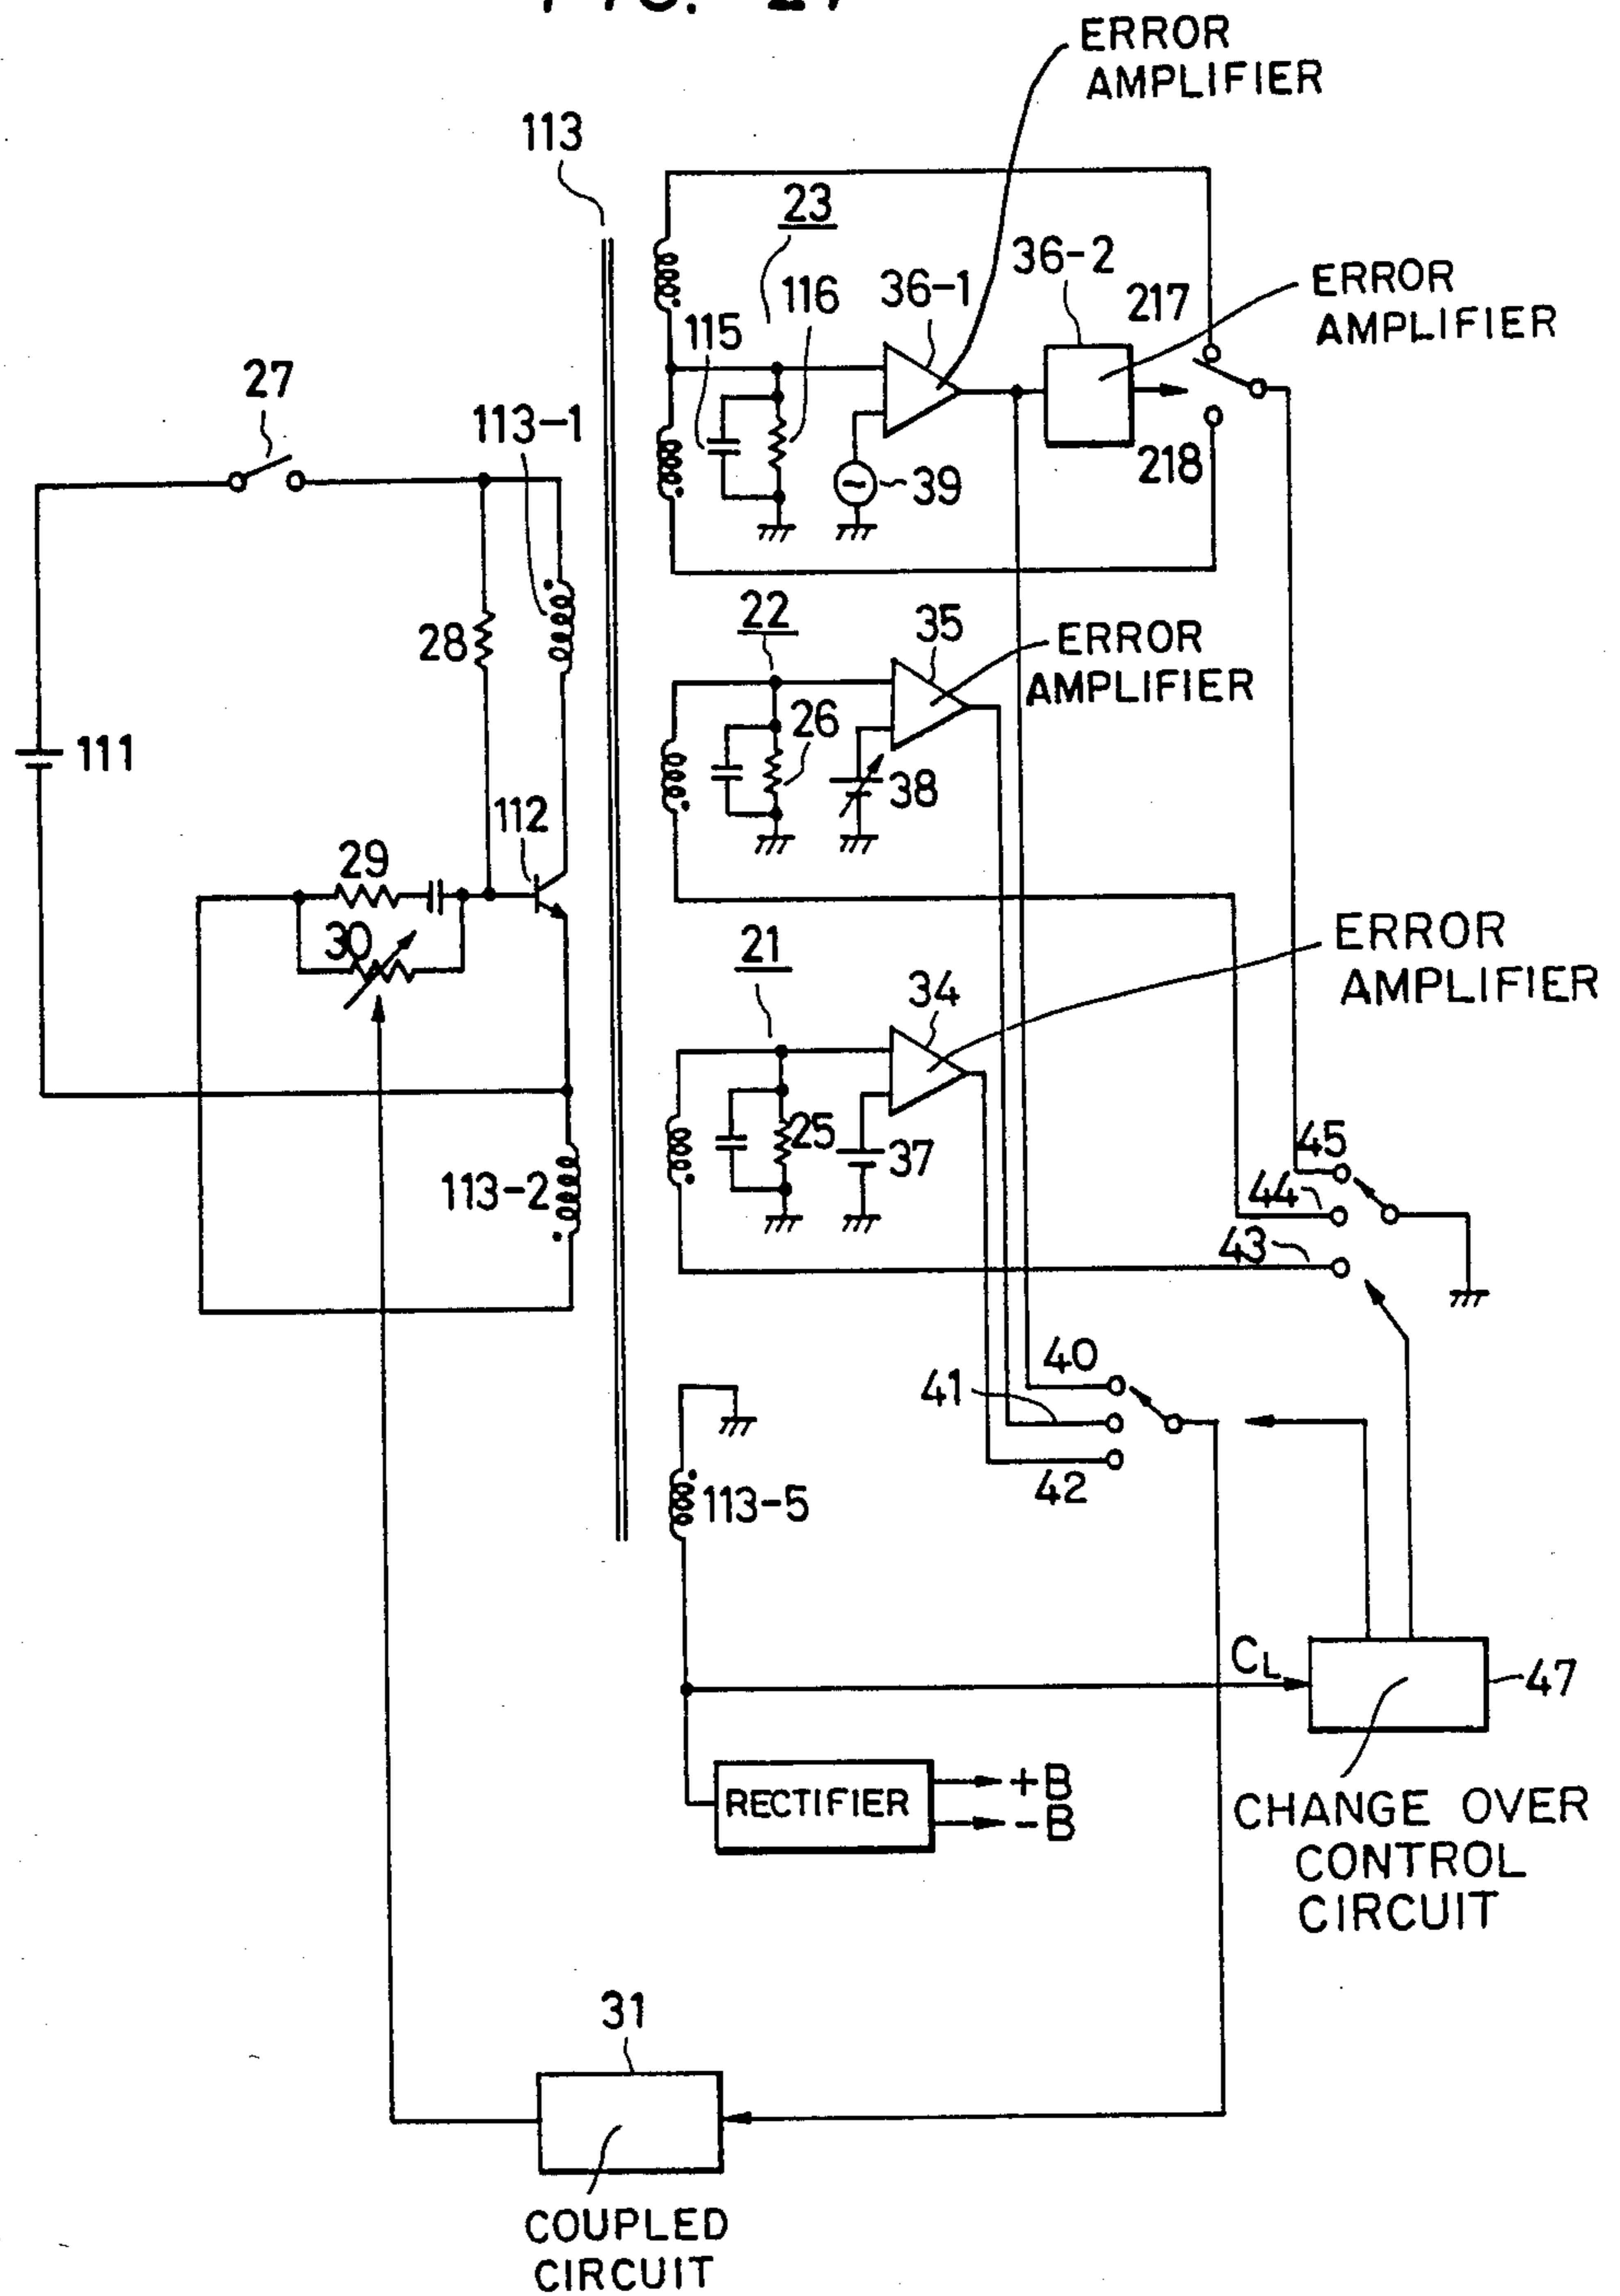 ERROR
AMPLIFIER
113
23
36-2
116
36-1
217
ERROR
AMPLIFIER
115
27
113-1
39
218
22
35
ERROR
AMPLIFIER
28
26
111
38
112
29
21
ERROR
AMPLIFIER
30
34
25
37
45
113-2
44
43
40
41
42
113-5
CL
47
RECTIFIER
+B
-B
CHANGE OVER
CONTROL
CIRCUIT
31
COUPLED
CIRCUIT